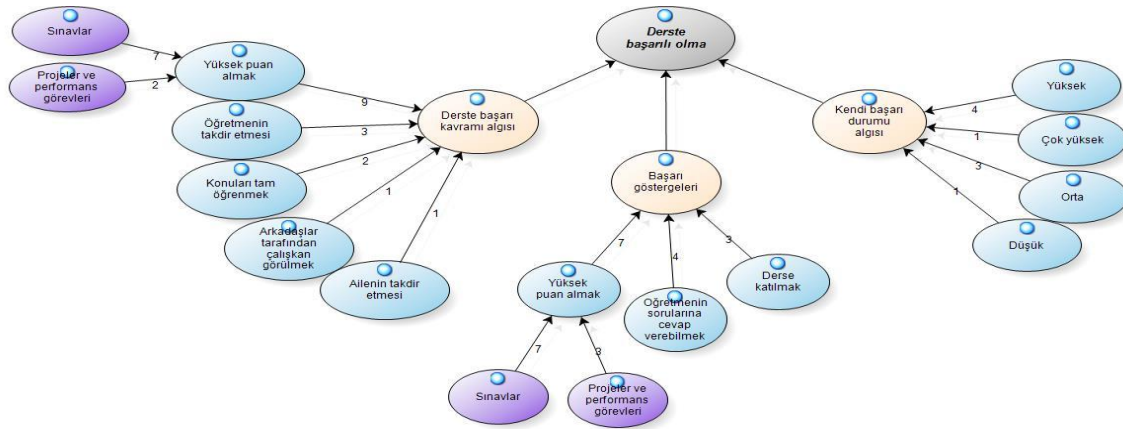 Derste
başarılı olma
Sınavlar
7
Projeler ve
performans
görevleri
2
Yüksek puan
almak
9
Öğretmenin
takdir etmesi
3
Konuları tam
öğrenmek
2
Arkadaşlar
tarafından
çalışkan
görülmek
1
Ailenin takdir
etmesi
1
Derste başarı
kavramı algısı
Başarı
göstergeleri
Yüksek
puan almak
7
Sınavlar
7
Projeler ve
performans
görevleri
3
Öğretmenin
sorularına
cevap
verebilmek
4
Derse
katılmak
3
Kendi başarı
durumu
algısı
Yüksek
4
Çok yüksek
1
Orta
3
Düşük
1